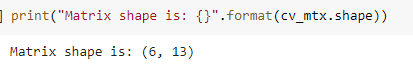 ] print("Matrix shape is: {}".format(cv_mtx.shape))
Matrix shape is: (6, 13)